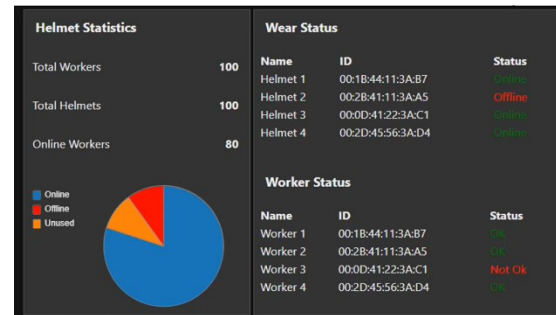 Helmet Statistics
Total Workers 100
Total Helmets 100
Online Workers 80
Online
Offline
Unused
Wear Status
Name ID Status
Helmet 1 00:1B:44:11:3A:B7 Online
Helmet 2 00:2B:41:11:3A:A5 Offline
Helmet 3 00:0D:41:22:3A:C1 Online
Helmet 4 00:2D:45:56:3A:D4 Online
Worker Status
Name ID Status
Worker 1 00:1B:44:11:3A:B7 OK
Worker 2 00:2B:41:11:3A:A5 OK
Worker 3 00:0D:41:22:3A:C1 Not Ok
Worker 4 00:2D:45:56:3A:D4 OK